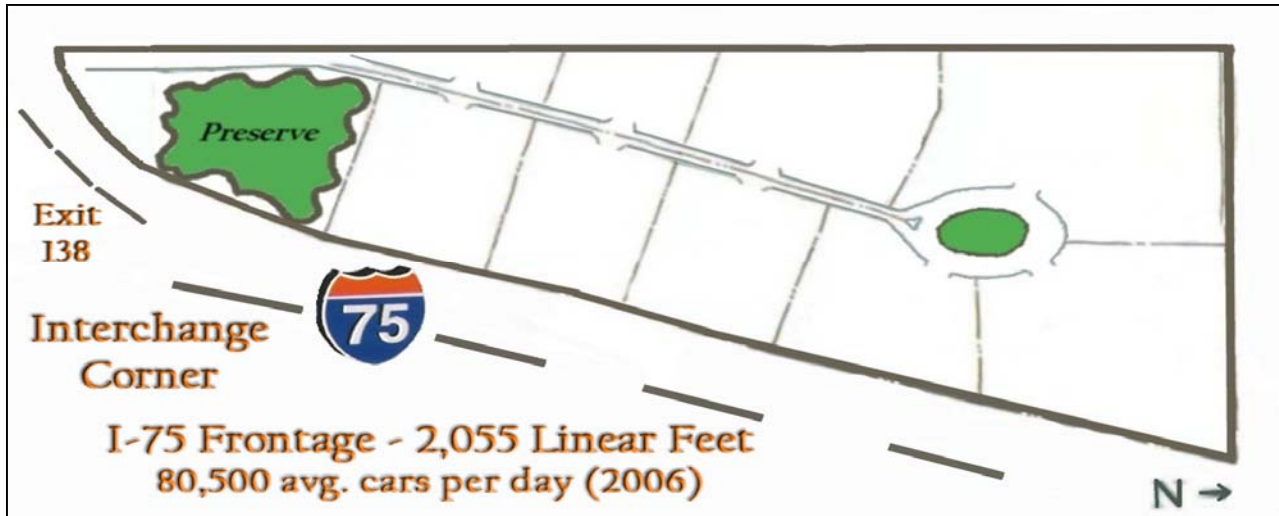 Preserve
Exit
138
75
Interchange
Corner
I-75 Frontage - 2,055 Linear Feet
80,500 avg. cars per day (2006)
N →